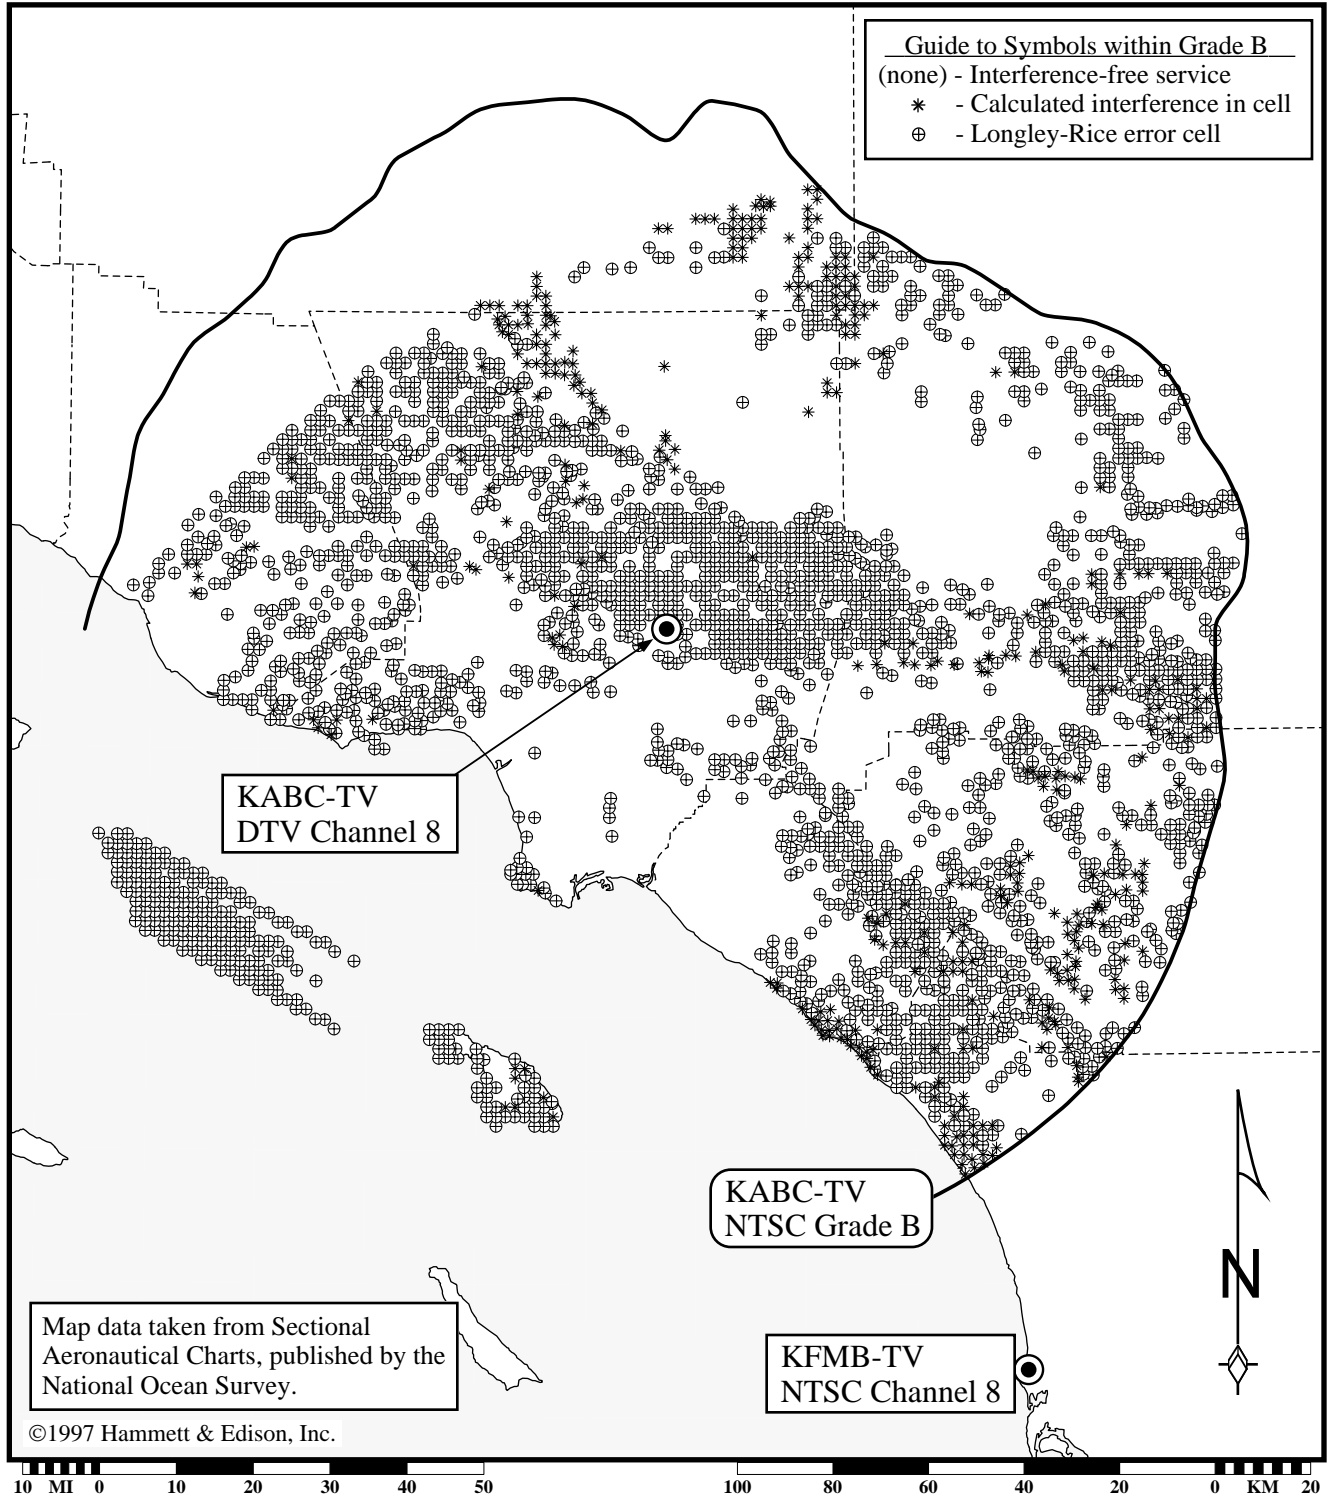 Guide to Symbols within Grade B
(none) - Interference-free service
✳ - Calculated interference in cell
⊕ - Longley-Rice error cell
KABC-TV
DTV Channel 8
KABC-TV
NTSC Grade B
N
Map data taken from Sectional
Aeronautical Charts, published by the
National Ocean Survey.
KFMB-TV
NTSC Channel 8
©1997 Hammett & Edison, Inc.
10 MI 0 10 20 30 40 50 100 80 60 40 20 0 KM 20